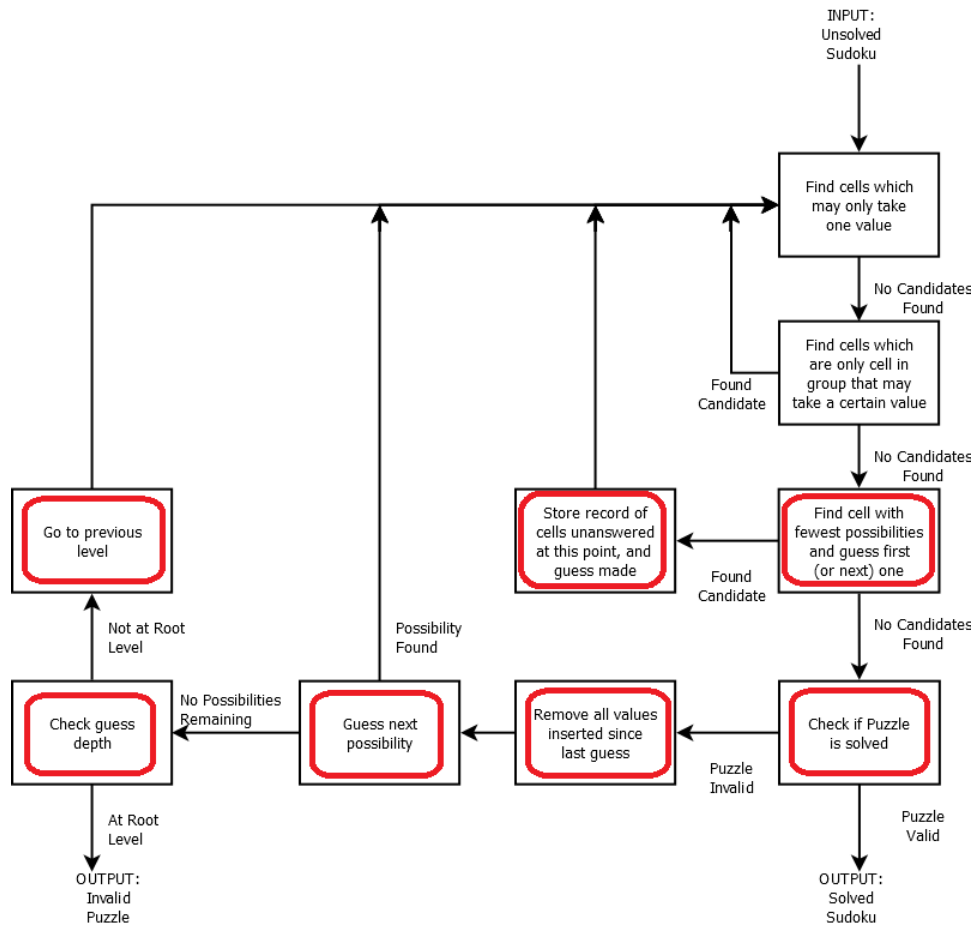 INPUT:
Unsolved
Sudoku
Find cells which
may only take
one value
No Candidates
Found
Find cells which
are only cell in
group that may
take a certain value
Found
Candidate
No Candidates
Found
Go to previous
level
Store record of
cells unanswered
at this point, and
guess made
Find cell with
fewest possibilities
and guess first
(or next) one
Found
Candidate
Not at Root
Level
Possibility
Found
No Candidates
Found
No Possibilities
Remaining
Check guess
depth
Guess next
possibility
Remove all values
inserted since
last guess
Check if Puzzle
is solved
Puzzle
Invalid
At Root
Level
Puzzle
Valid
OUTPUT:
Invalid
Puzzle
OUTPUT:
Solved
Sudoku